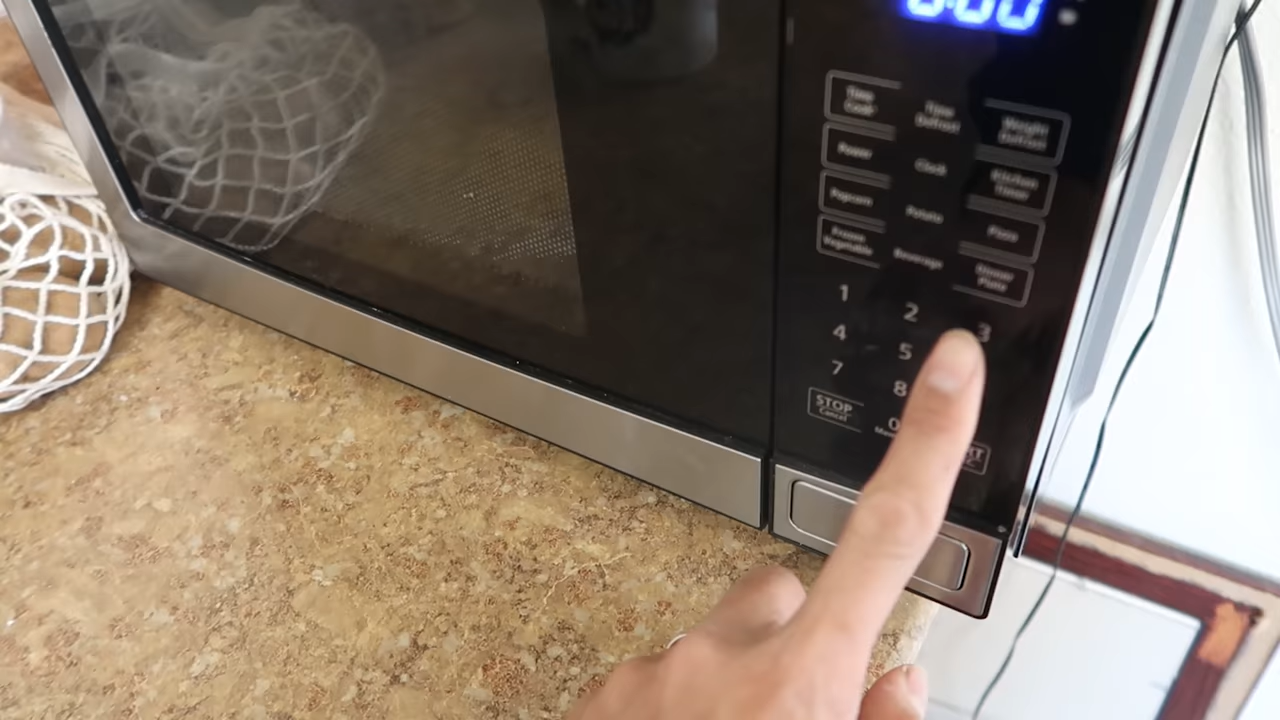 Time
Cook
Time
Defrost
Weight
Defrost
Power
Clock
Kitchen
Timer
Popcorn
Potato
Pizza
Frozen
Vegetable
Beverage
Dinner
Plate
1
2
3
4
5
7
8
STOP
Cancel
0